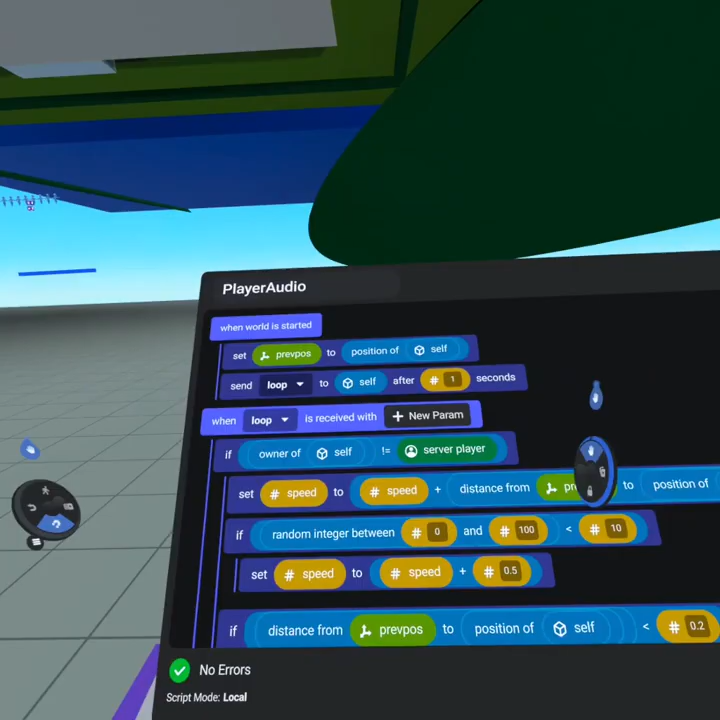 PlayerAudio
when world is started
set prevpos to position of self
send loop to self after # 1 seconds
when loop is received with + New Param
if owner of self != server player
set # speed to # speed + distance from to position of
if random integer between # 0 and # 100 < # 10
set # speed to # speed + # 0.5
if distance from prevpos to position of self < # 0.2
No Errors
Script Mode: Local